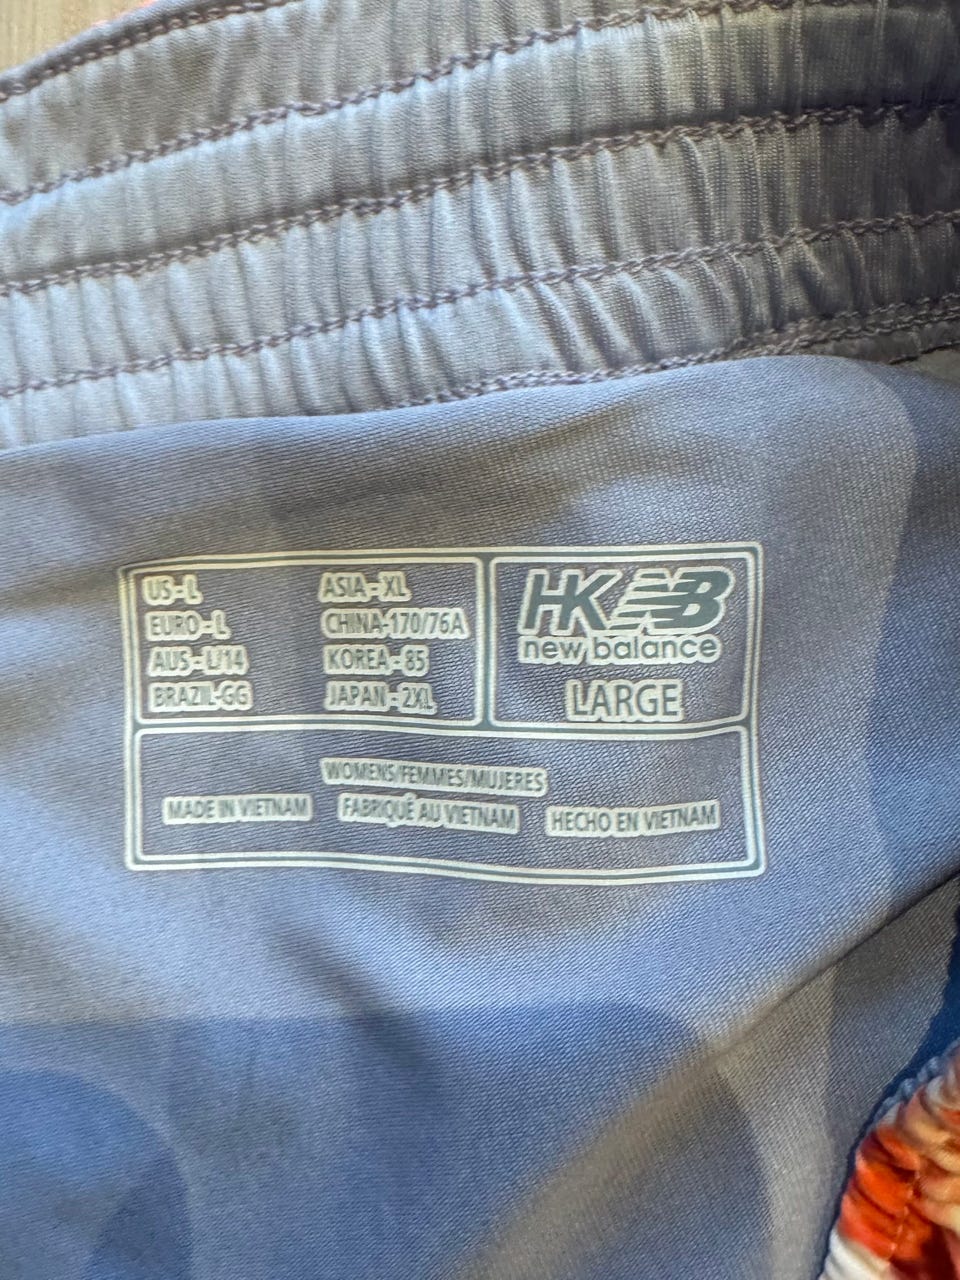 US-L
EURO-L
AUS-L/14
BRAZIL-GG
ASIA-XL
CHINA-170/76A
KOREA-85
JAPAN-2XL
HK NB
new balance
LARGE
WOMENS/FEMMES/MUJERES
MADE IN VIETNAM FABRIQUÉ AU VIETNAM HECHO EN VIETNAM